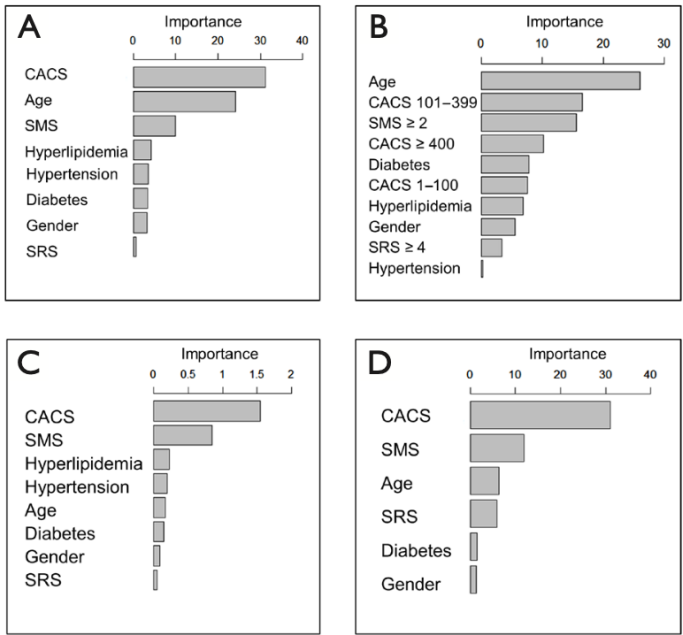 A
Importance
0 10 20 30 40
CACS
Age
SMS
Hyperlipidemia
Hypertension
Diabetes
Gender
SRS
B
Importance
0 10 20 30
Age
CACS 101–399
SMS ≥ 2
CACS ≥ 400
Diabetes
CACS 1–100
Hyperlipidemia
Gender
SRS ≥ 4
Hypertension
C
Importance
0 0.5 1 1.5 2
CACS
SMS
Hyperlipidemia
Hypertension
Age
Diabetes
Gender
SRS
D
Importance
0 10 20 30 40
CACS
SMS
Age
SRS
Diabetes
Gender